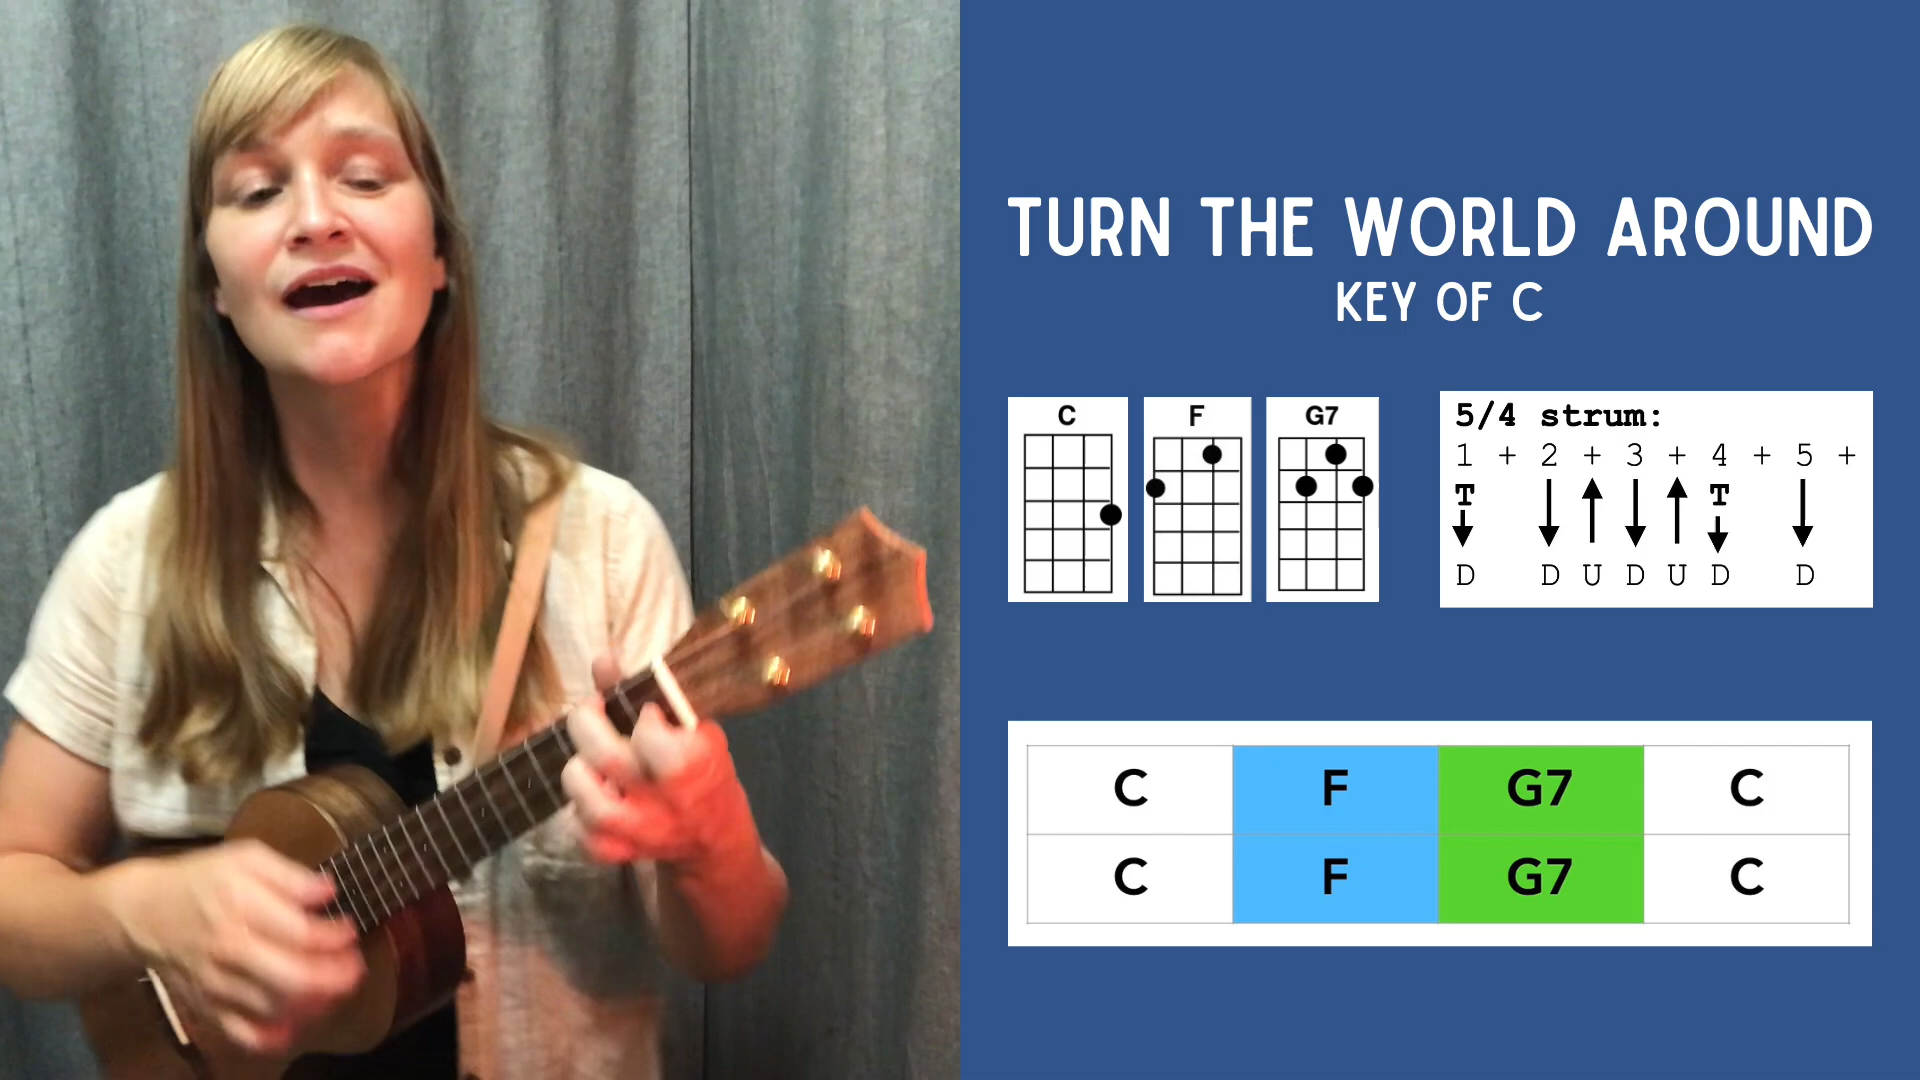 TURN THE WORLD AROUND
KEY OF C
C F G7
5/4 strum:
1 + 2 + 3 + 4 + 5 +
T T
D D U D U D D
C F G7 C
C F G7 C